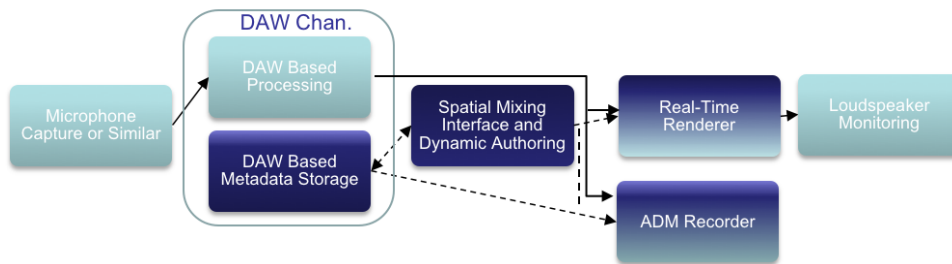 DAW Chan.
DAW Based
Processing
Microphone
Capture or Similar
Spatial Mixing
Interface and
Dynamic Authoring
Real-Time
Renderer
Loudspeaker
Monitoring
DAW Based
Metadata Storage
ADM Recorder